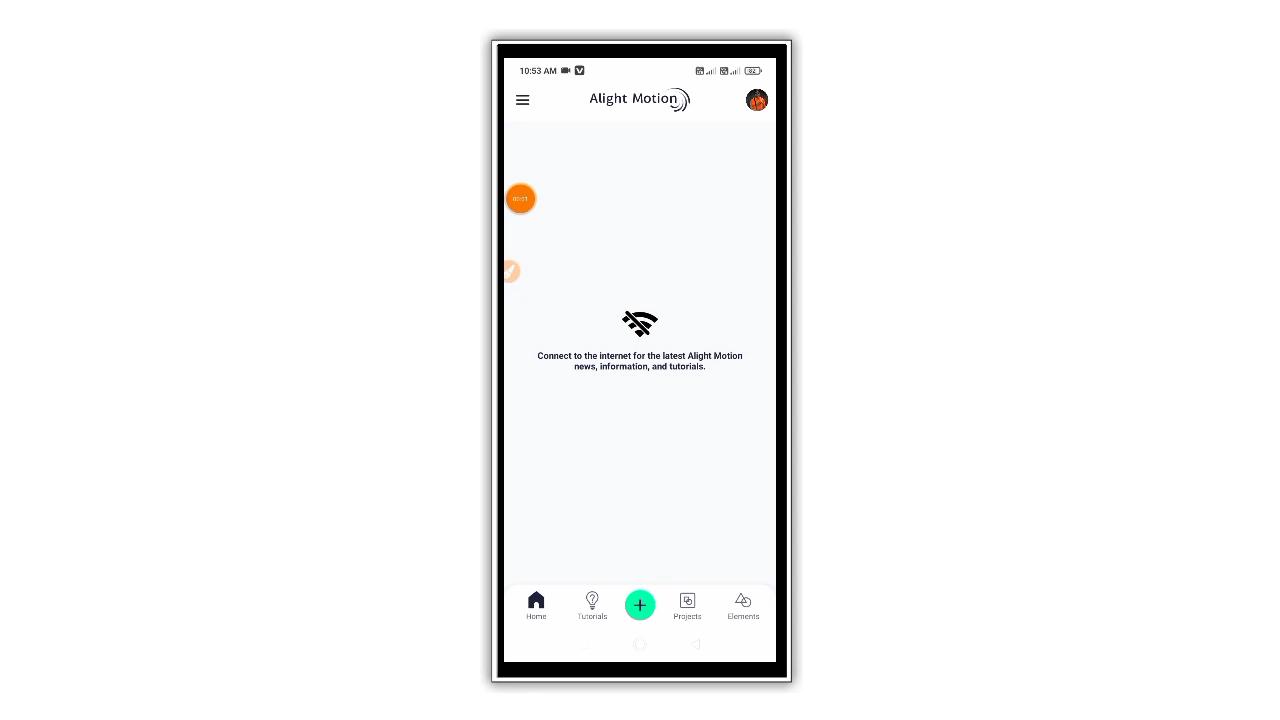 10:53 AM
82
Alight Motion
Connect to the internet for the latest Alight Motion
news, information, and tutorials.
Home
Tutorials
Projects
Elements